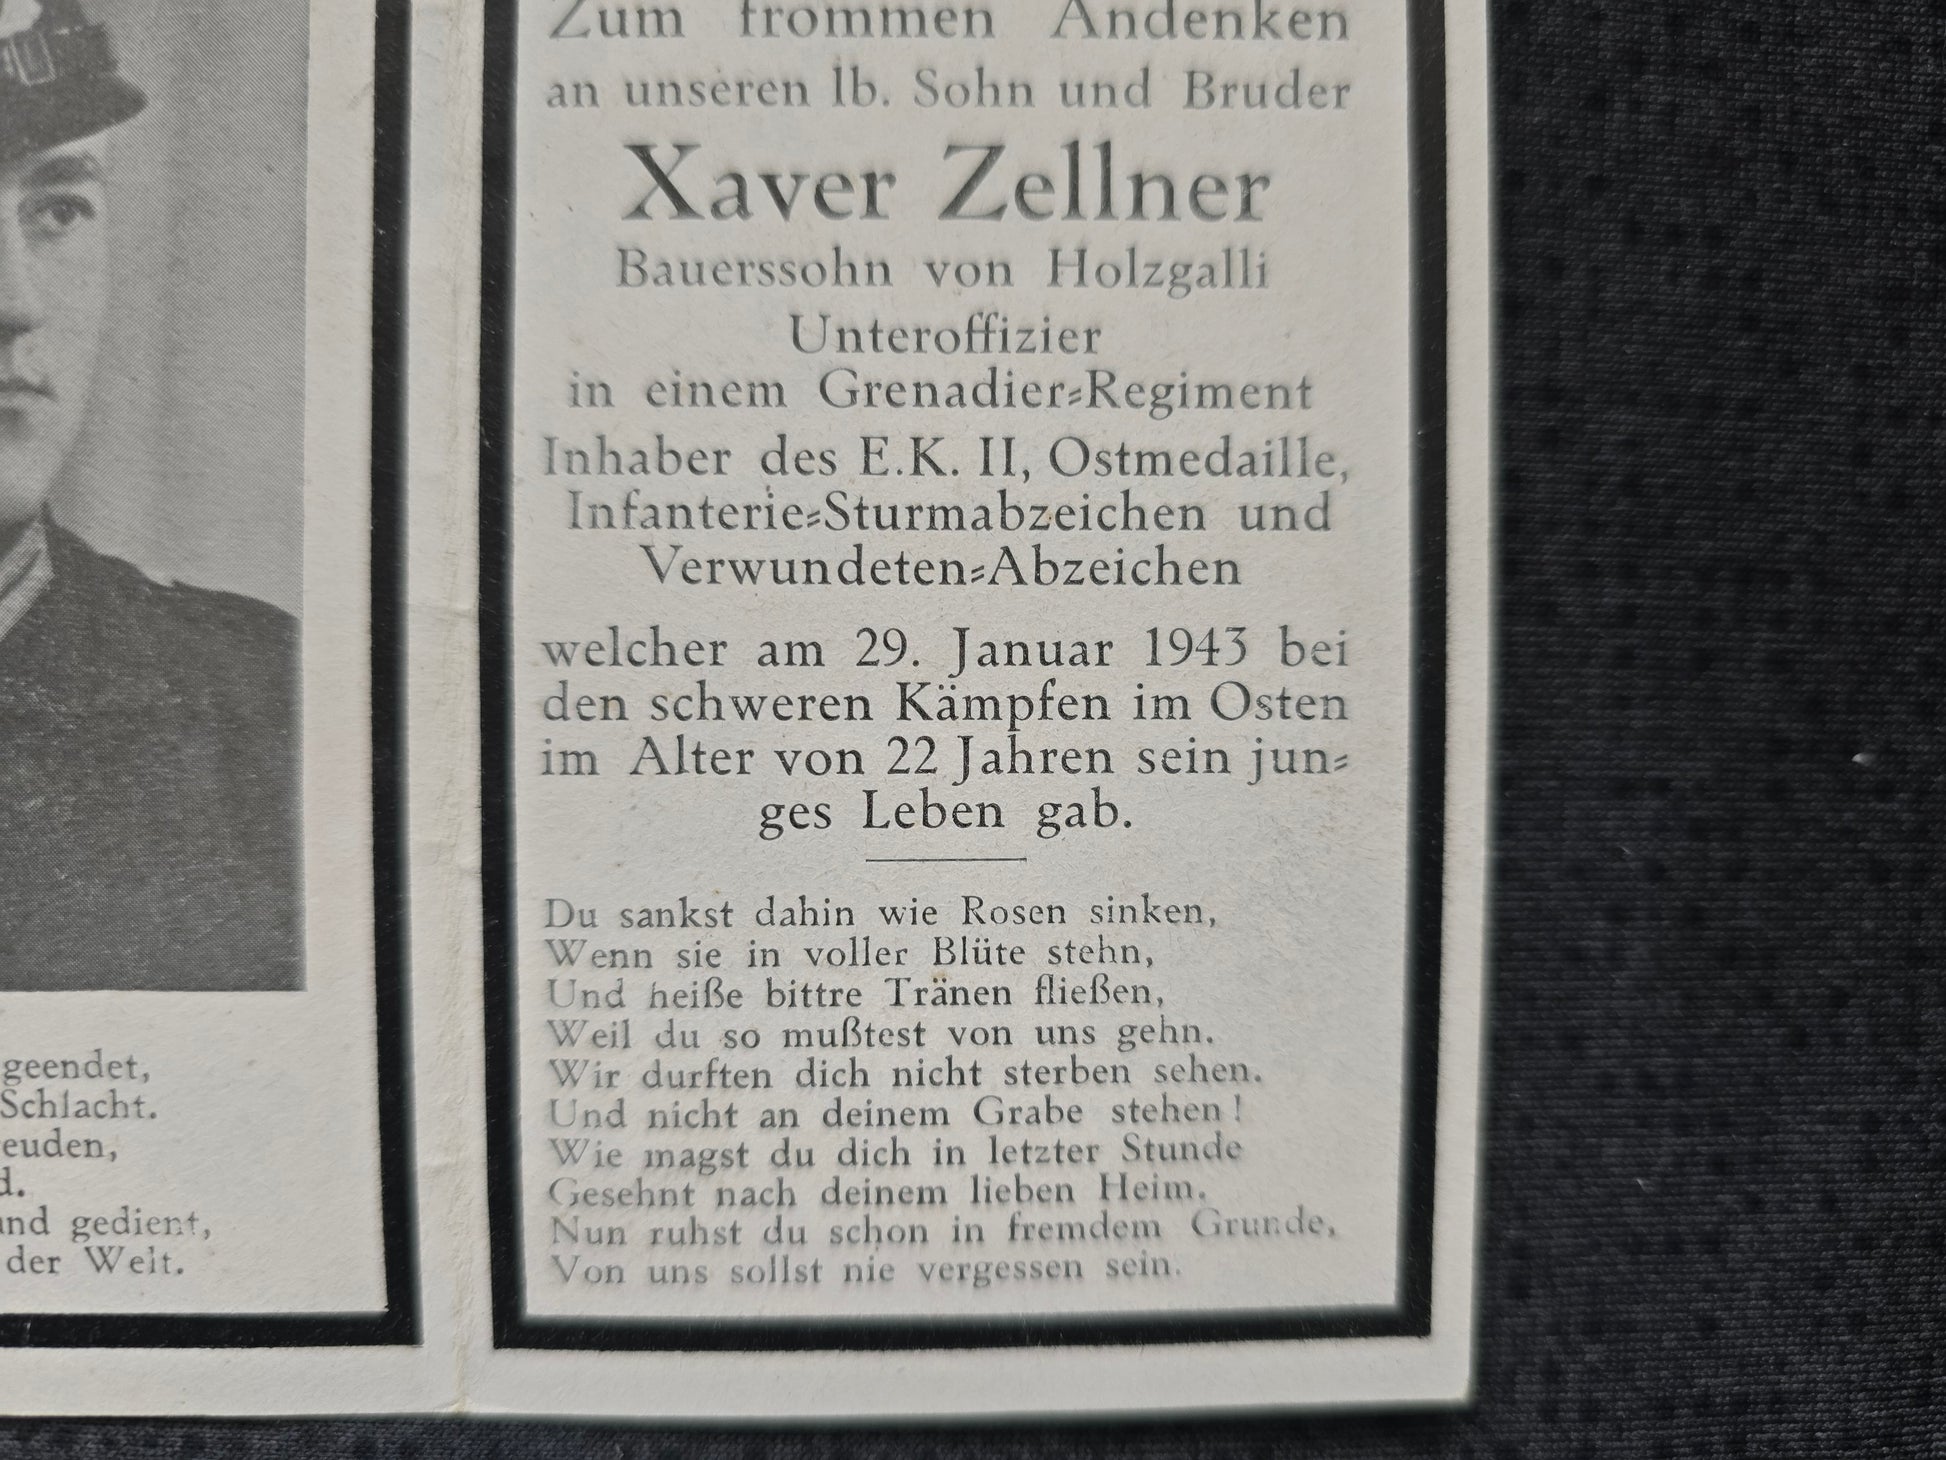 Zum frommen Andenken
an unseren lb. Sohn und Bruder
Xaver Zellner
Bauerssohn von Holzgalli
Unteroffizier
in einem Grenadier-Regiment
Inhaber des E.K. II, Ostmedaille,
Infanterie-Sturmabzeichen und
Verwundeten-Abzeichen
welcher am 29. Januar 1943 bei
den schweren Kämpfen im Osten
im Alter von 22 Jahren sein jun-
ges Leben gab.
Du sankst dahin wie Rosen sinken,
Wenn sie in voller Blüte stehn,
Und heiße bittre Tränen fließen,
Weil du so mußtest von uns gehn.
Wir durften dich nicht sterben sehen.
Und nicht an deinem Grabe stehen!
Wie magst du dich in letzter Stunde
Gesehnt nach deinem lieben Heim.
Nun ruhst du schon in fremdem Grunde,
Von uns sollst nie vergessen sein.
geendet,
Schlacht.
euden,
d.
nd gedient,
der Welt.